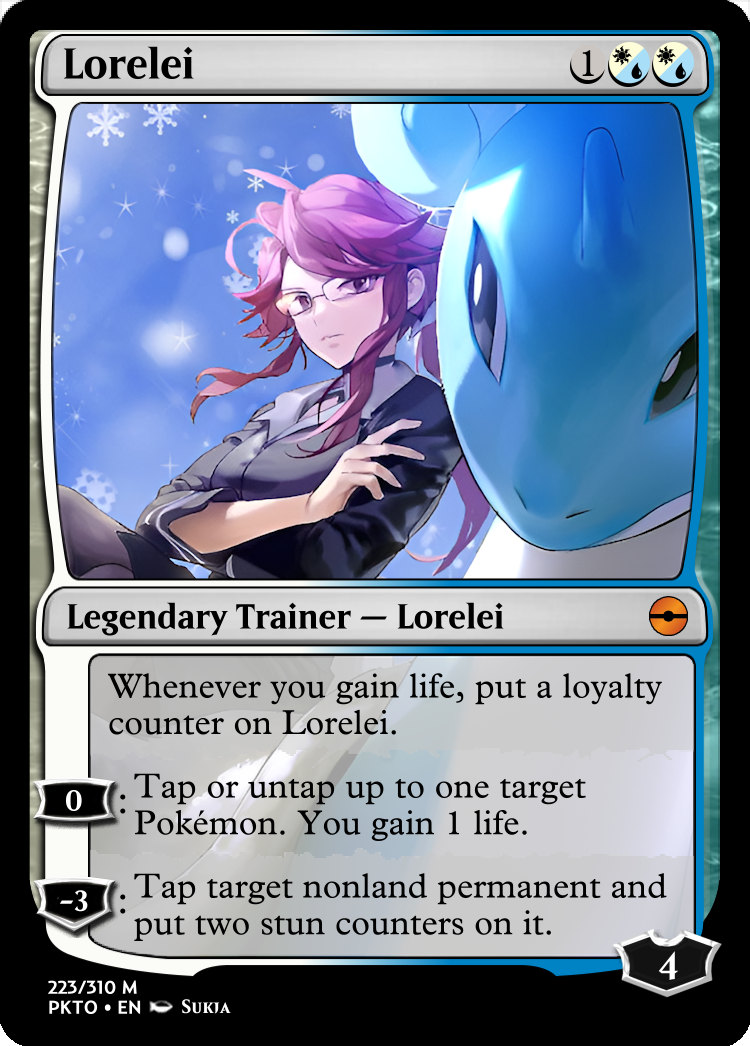 Lorelei 1
Legendary Trainer — Lorelei
Whenever you gain life, put a loyalty
counter on Lorelei.
0 : Tap or untap up to one target
Pokémon. You gain 1 life.
-3 : Tap target nonland permanent and
put two stun counters on it.
4
223/310 M
PKTO • EN Sukja